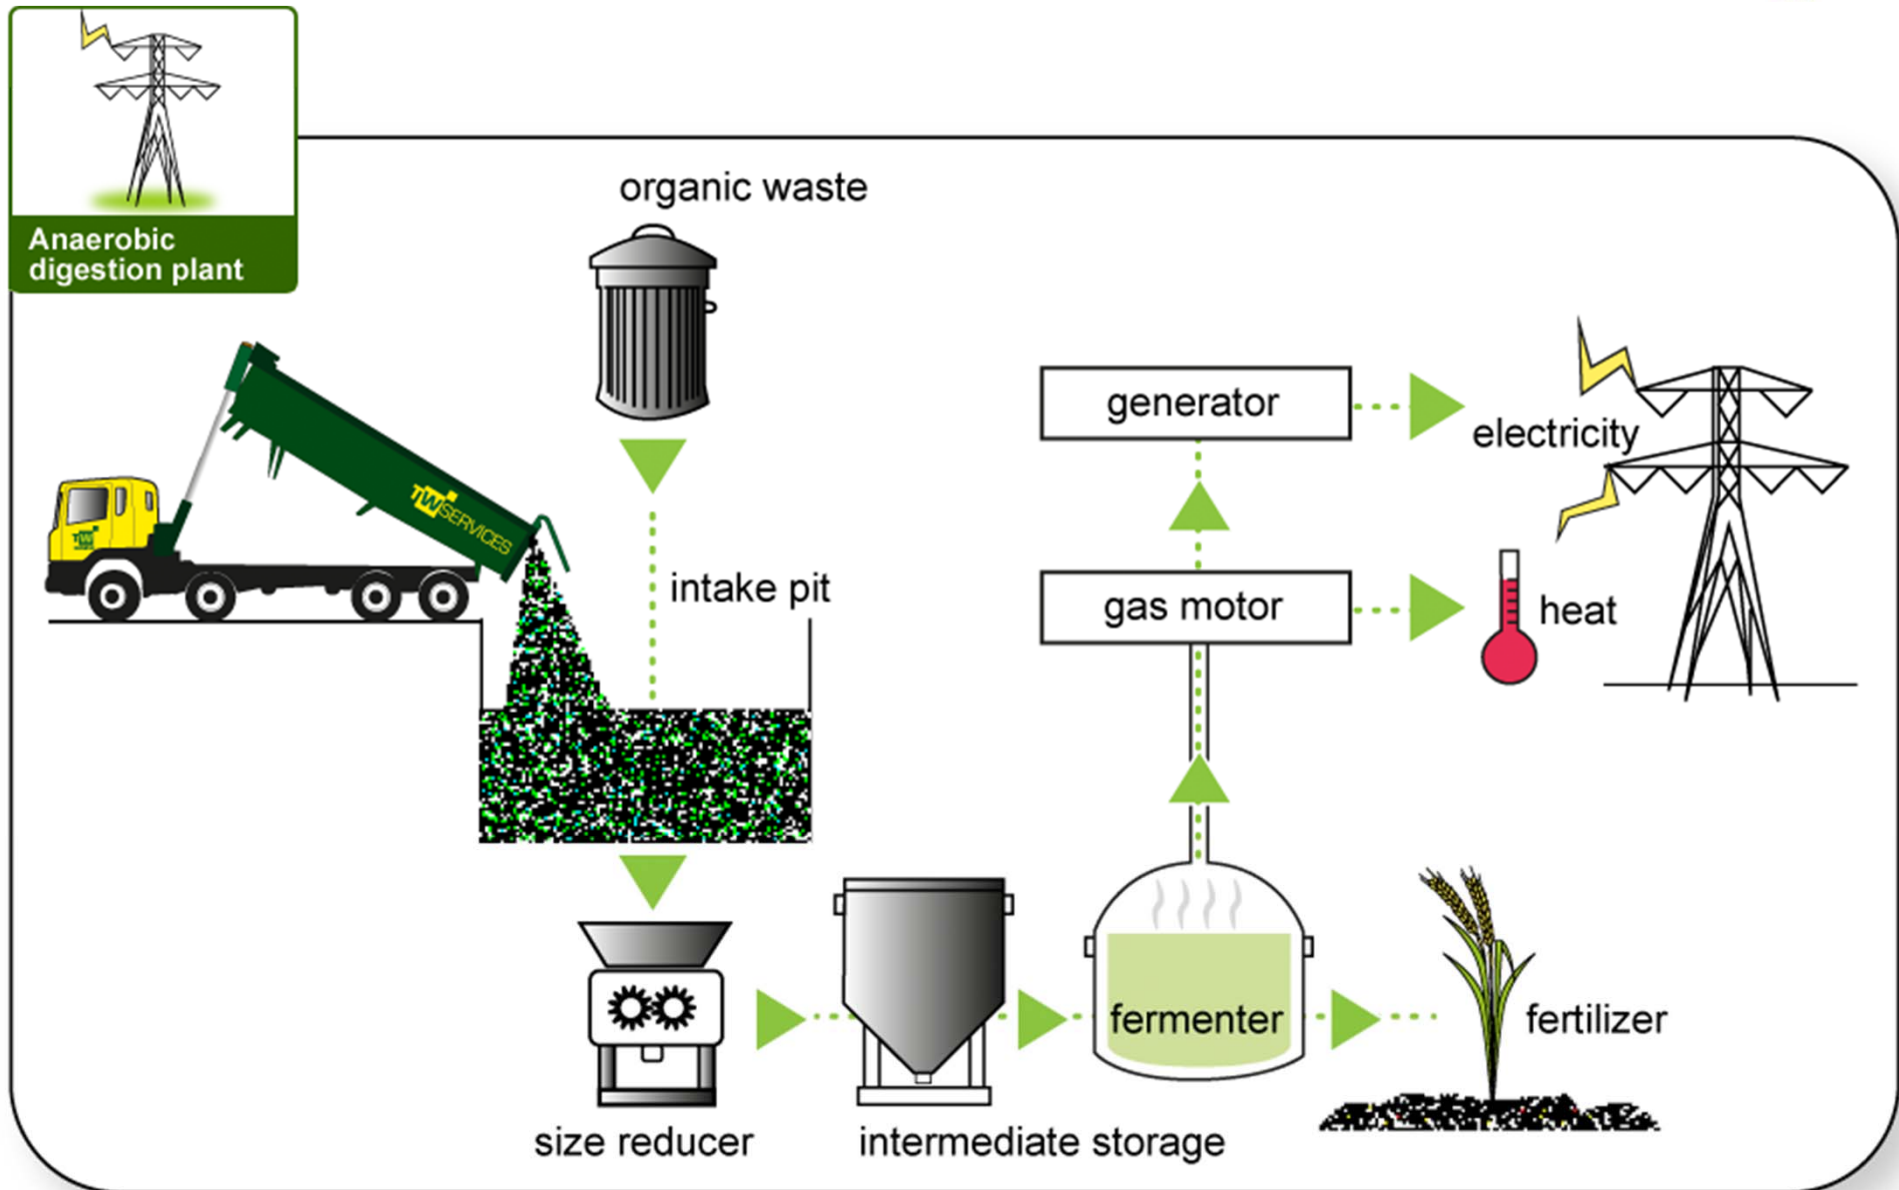 Anaerobic
digestion plant
organic waste
TW SERVICES
TW
intake pit
generator
electricity
gas motor
heat
fermenter
fertilizer
size reducer
intermediate storage